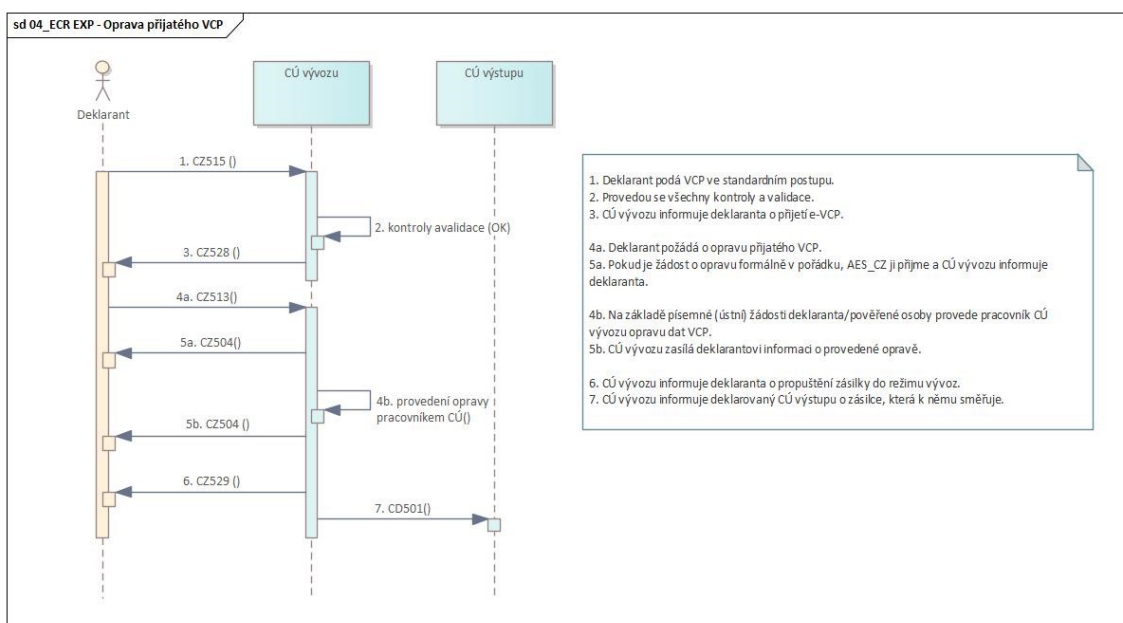 sd 04_ECR EXP - Oprava přijatého VCP
CÚ vývozu
CÚ výstupu
Deklarant
1. CZ515 ()
2. kontroly avalidace (OK)
3. CZ528 ()
4a. CZ513()
5a. CZ504()
4b. provedení opravy
pracovníkem CÚ()
5b. CZ504 ()
6. CZ529 ()
7. CD501()
1. Deklarant podá VCP ve standardním postupu.
2. Provedou se všechny kontroly a validace.
3. CÚ vývozu informuje deklaranta o přijetí e-VCP.
4a. Deklarant požádá o opravu přijatého VCP.
5a. Pokud je žádost o opravu formálně v pořádku, AES_CZ ji přijme a CÚ vývozu informuje
deklaranta.
4b. Na základě písemné (ústní) žádosti deklaranta/pověřené osoby provede pracovník CÚ
vývozu opravu dat VCP.
5b. CÚ vývozu zasílá deklarantovi informaci o provedené opravě.
6. CÚ vývozu informuje deklaranta o propuštění zásilky do režimu vývoz.
7. CÚ vývozu informuje deklarovaný CÚ výstupu o zásilce, která k němu směřuje.